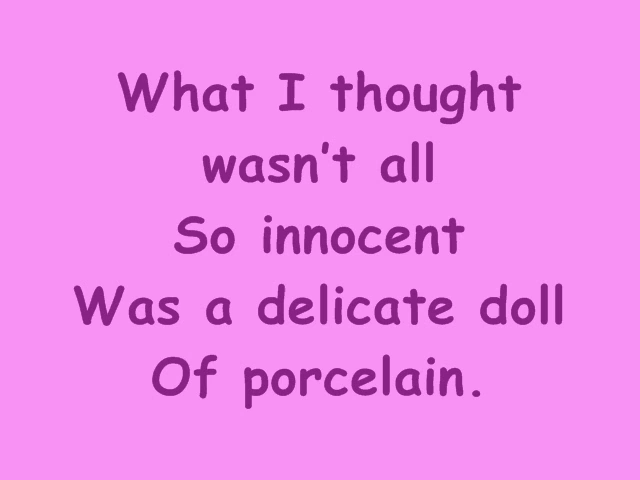 What I thought
wasn't all
So innocent
Was a delicate doll
Of porcelain.